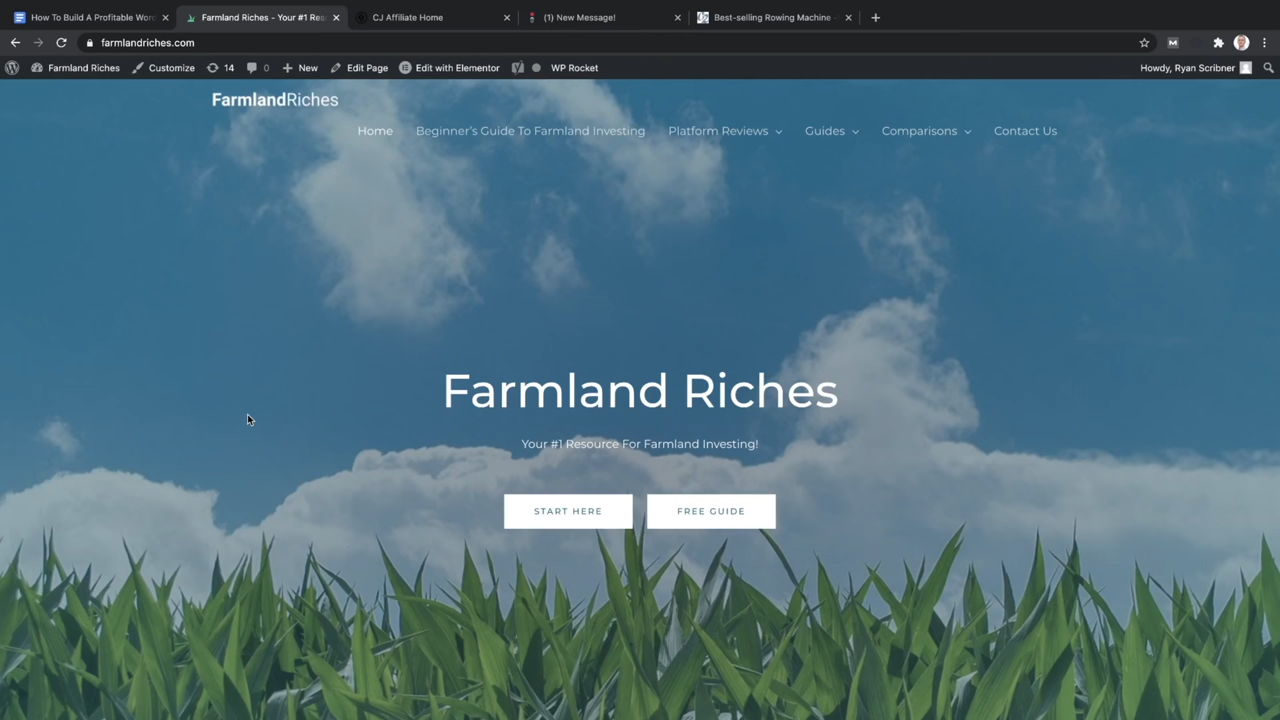 How To Build A Profitable Wor
Farmland Riches - Your #1 Res
CJ Affiliate Home
(1) New Message!
Best-selling Rowing Machine -
farmlandriches.com
Farmland Riches
Customize
14
0
New
Edit Page
Edit with Elementor
WP Rocket
Howdy, Ryan Scribner
FarmlandRiches
Home
Beginner's Guide To Farmland Investing
Platform Reviews
Guides
Comparisons
Contact Us
Farmland Riches
Your #1 Resource For Farmland Investing!
START HERE
FREE GUIDE